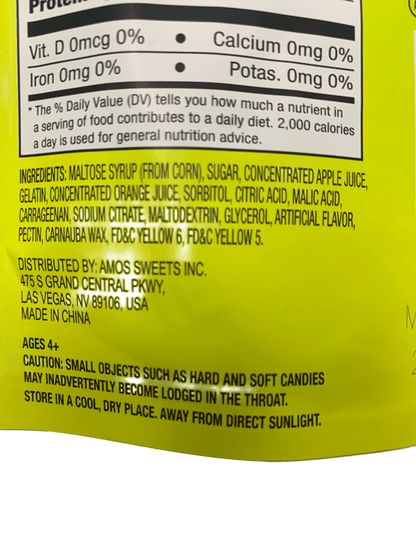 Protein
Vit. D 0mcg 0% • Calcium 0mg 0%
Iron 0mg 0% • Potas. 0mg 0%
* The % Daily Value (DV) tells you how much a nutrient in
a serving of food contributes to a daily diet. 2,000 calories
a day is used for general nutrition advice.
INGREDIENTS: MALTOSE SYRUP (FROM CORN), SUGAR, CONCENTRATED APPLE JUICE,
GELATIN, CONCENTRATED ORANGE JUICE, SORBITOL, CITRIC ACID, MALIC ACID,
CARRAGEENAN, SODIUM CITRATE, MALTODEXTRIN, GLYCEROL, ARTIFICIAL FLAVOR,
PECTIN, CARNAUBA WAX, FD&C YELLOW 6, FD&C YELLOW 5.
DISTRIBUTED BY: AMOS SWEETS INC.
475 S GRAND CENTRAL PKWY,
LAS VEGAS, NV 89106, USA
MADE IN CHINA
AGES 4+
CAUTION: SMALL OBJECTS SUCH AS HARD AND SOFT CANDIES
MAY INADVERTENTLY BECOME LODGED IN THE THROAT.
STORE IN A COOL, DRY PLACE. AWAY FROM DIRECT SUNLIGHT.